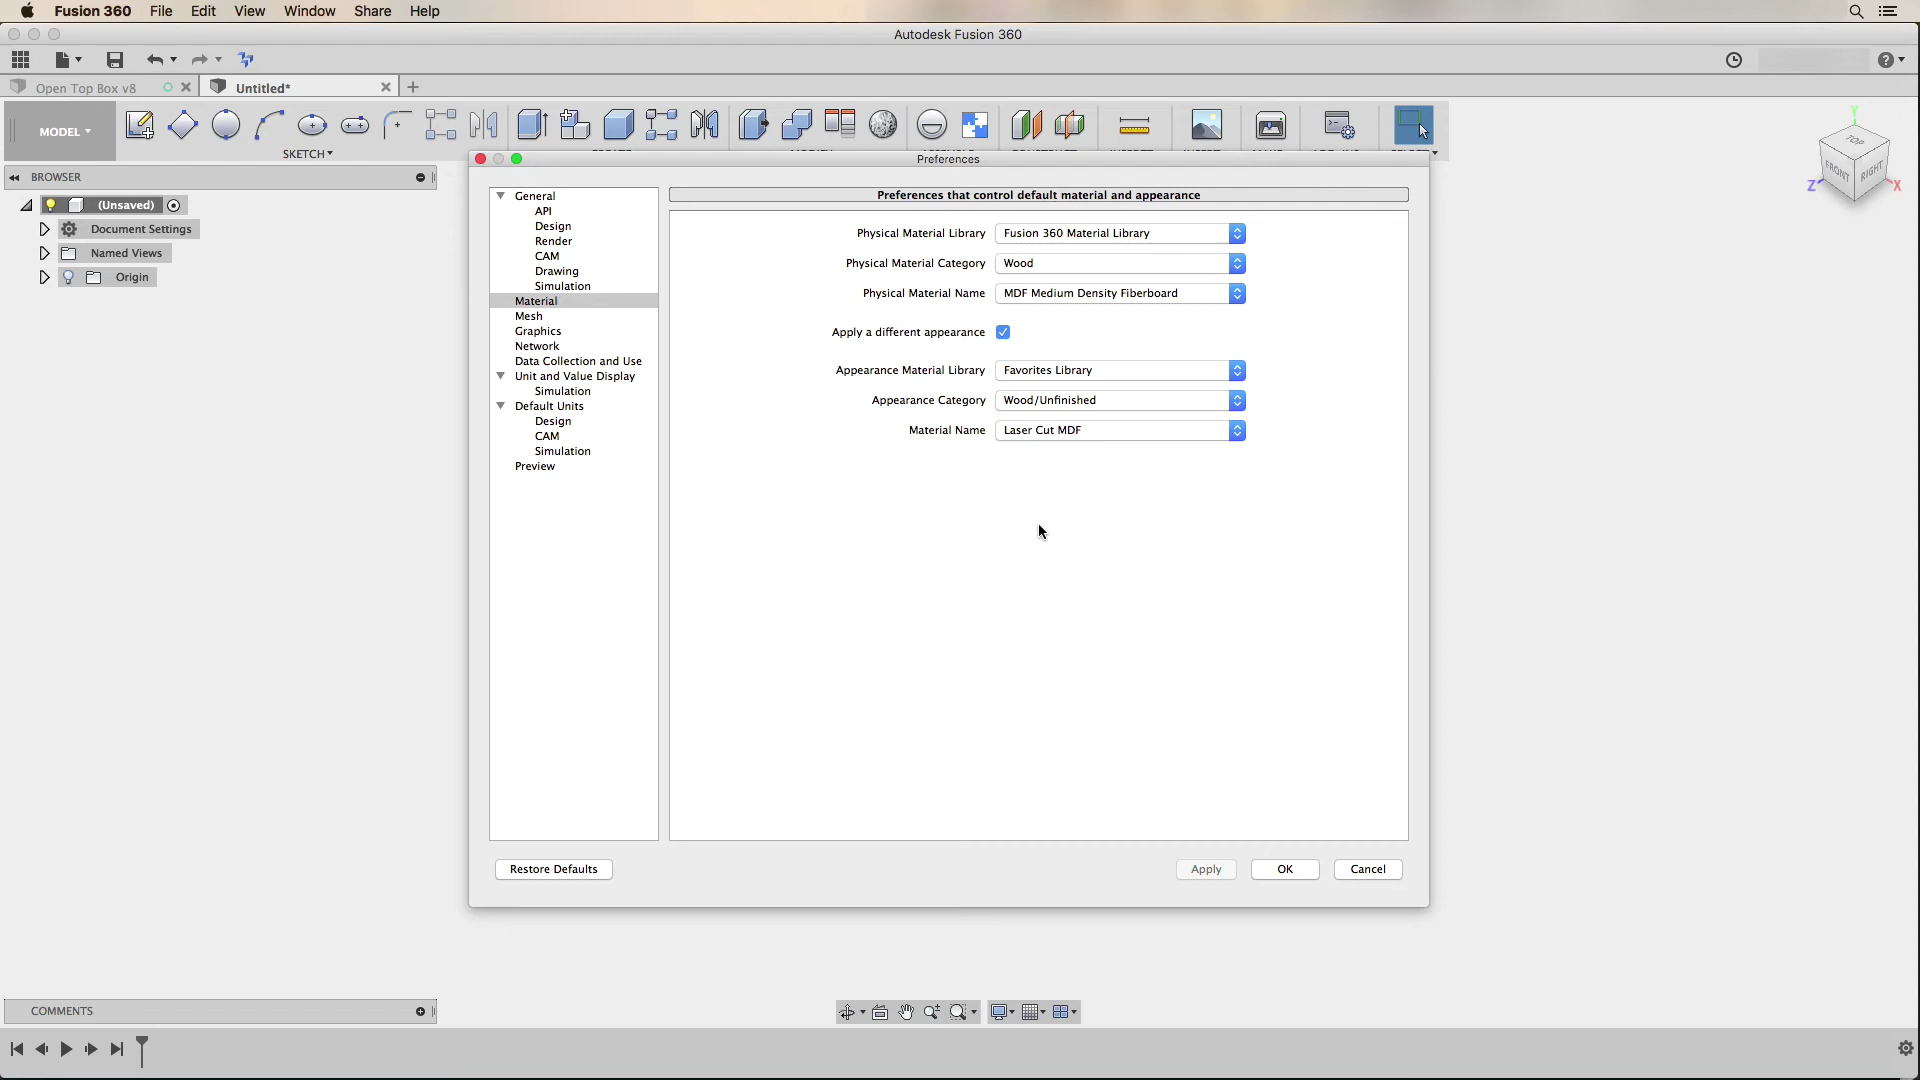 Fusion 360 File Edit View Window Share Help
Autodesk Fusion 360
Open Top Box v8 Untitled*
MODEL
SKETCH
Preferences
BROWSER
(Unsaved)
Document Settings
Named Views
Origin
TOP
FRONT
RIGHT
Y
Z
X
General
API
Design
Render
CAM
Drawing
Simulation
Material
Mesh
Graphics
Network
Data Collection and Use
Unit and Value Display
Simulation
Default Units
Design
CAM
Simulation
Preview
Preferences that control default material and appearance
Physical Material Library Fusion 360 Material Library
Physical Material Category Wood
Physical Material Name MDF Medium Density Fiberboard
Apply a different appearance
Appearance Material Library Favorites Library
Appearance Category Wood/Unfinished
Material Name Laser Cut MDF
Restore Defaults Apply OK Cancel
COMMENTS